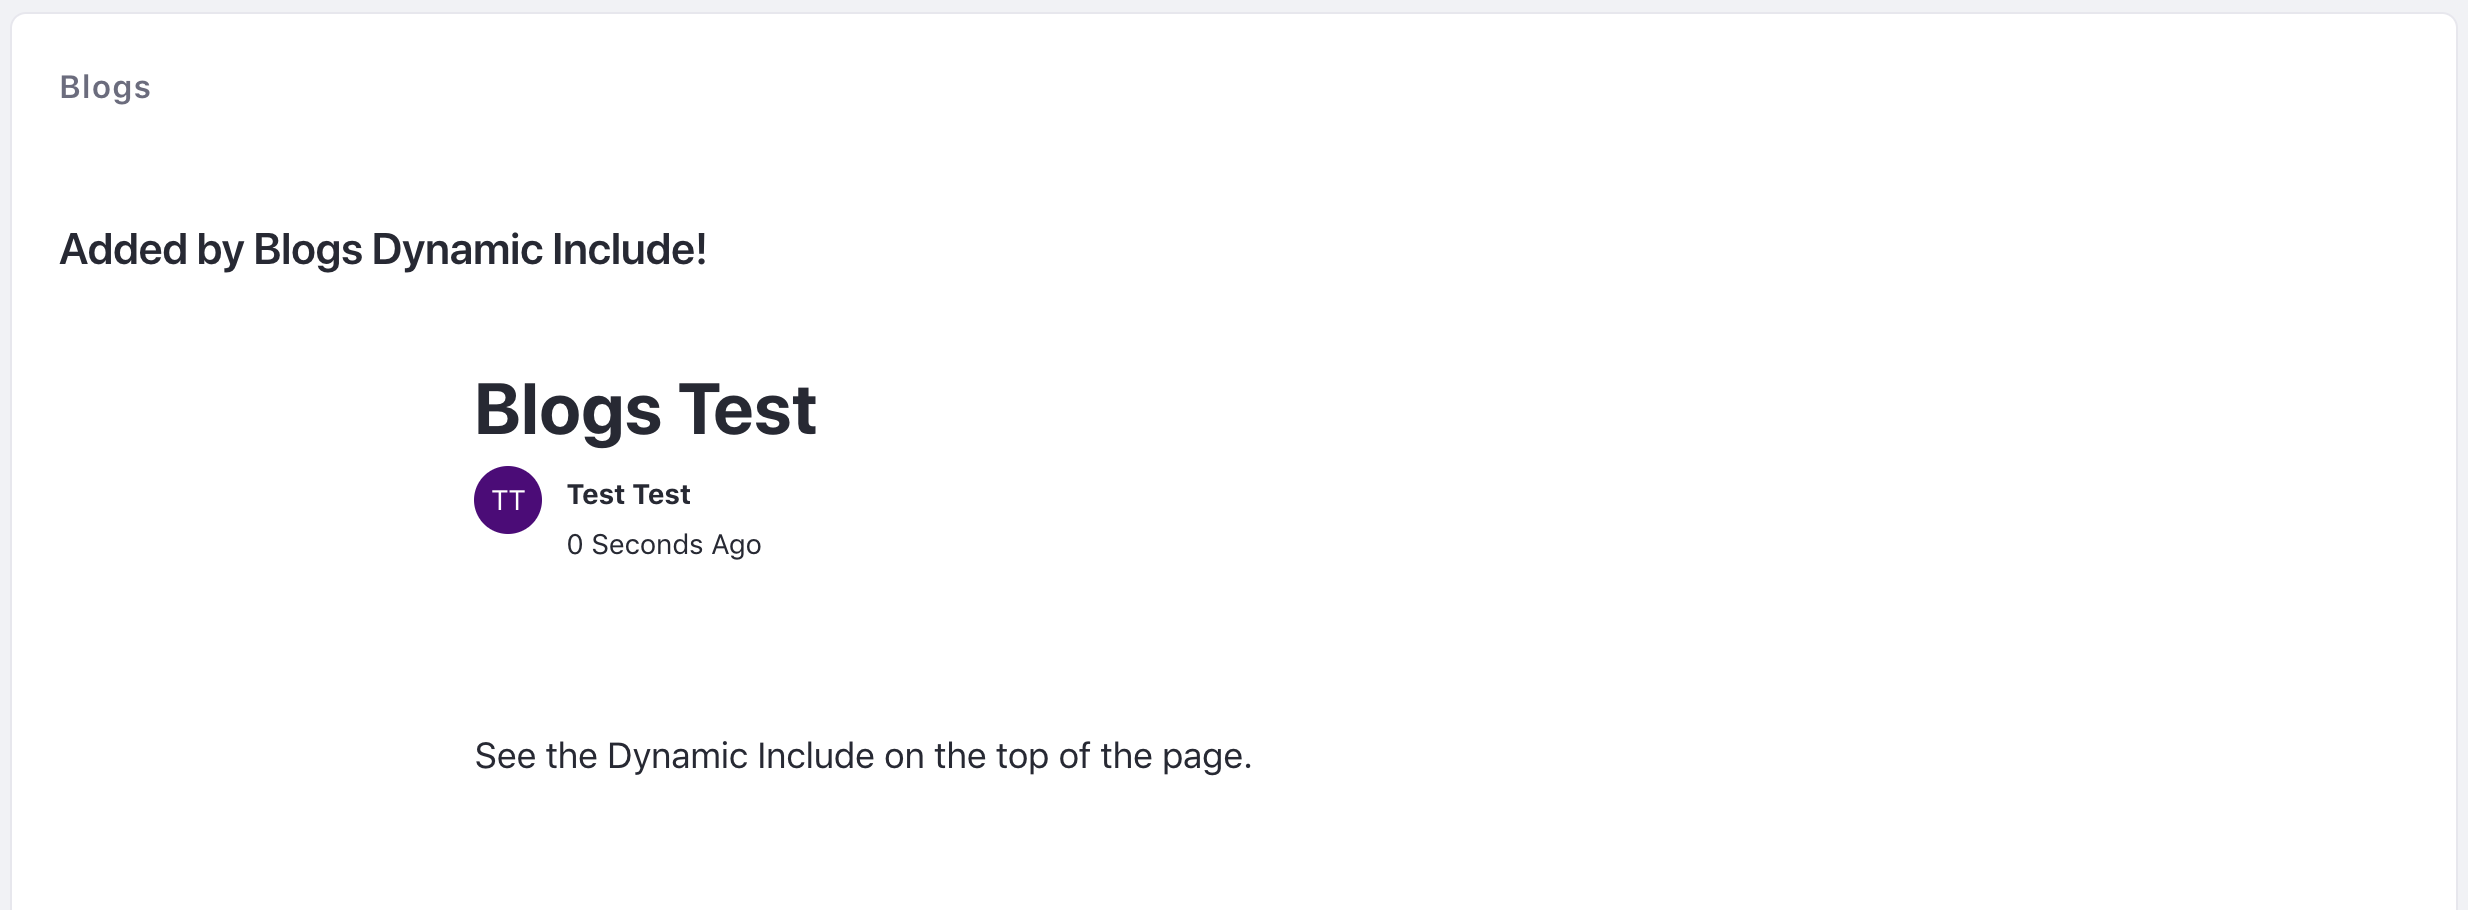 Blogs
Added by Blogs Dynamic Include!
Blogs Test
TT
Test Test
0 Seconds Ago
See the Dynamic Include on the top of the page.